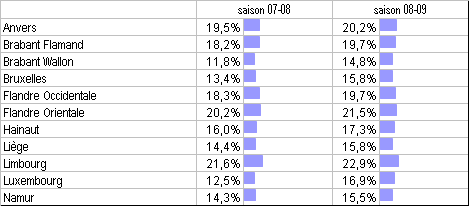 saison 07-08 saison 08-09
Anvers 19,5% 20,2%
Brabant Flamand 18,2% 19,7%
Brabant Wallon 11,8% 14,8%
Bruxelles 13,4% 15,8%
Flandre Occidentale 18,3% 19,7%
Flandre Orientale 20,2% 21,5%
Hainaut 16,0% 17,3%
Liège 14,4% 15,8%
Limbourg 21,6% 22,9%
Luxembourg 12,5% 16,9%
Namur 14,3% 15,5%